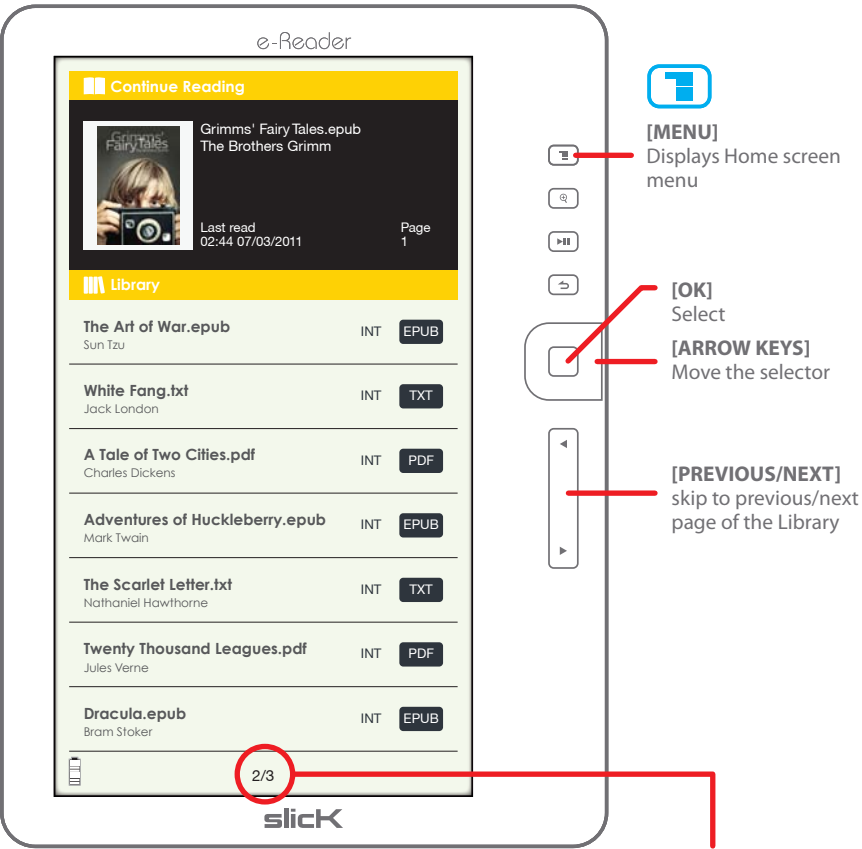 e-Reader
Continue Reading
Grimms'
Fairy Tales
Grimms' Fairy Tales.epub
The Brothers Grimm
Last read
02:44 07/03/2011
Page
1
Library
The Art of War.epub
Sun Tzu
INT EPUB
White Fang.txt
Jack London
INT TXT
A Tale of Two Cities.pdf
Charles Dickens
INT PDF
Adventures of Huckleberry.epub
Mark Twain
INT EPUB
The Scarlet Letter.txt
Nathaniel Hawthorne
INT TXT
Twenty Thousand Leagues.pdf
Jules Verne
INT PDF
Dracula.epub
Bram Stoker
INT EPUB
2/3
slick
[MENU]
Displays Home screen
menu
[OK]
Select
[ARROW KEYS]
Move the selector
[PREVIOUS/NEXT]
skip to previous/next
page of the Library